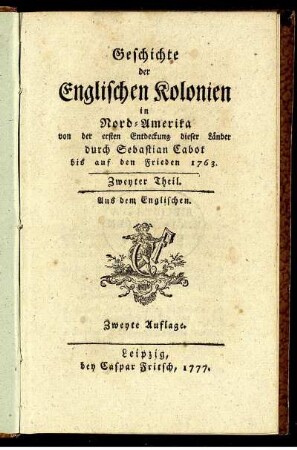 Geschichte
der
Englischen Kolonien
in
Nord-Amerika
von der ersten Entdeckung dieser Länder
durch Sebastian Cabot
bis auf den Frieden 1763.
Zweyter Theil.
Aus dem Englischen.
Zweyte Auflage.
Leipzig,
bey Caspar Fritsch, 1777.